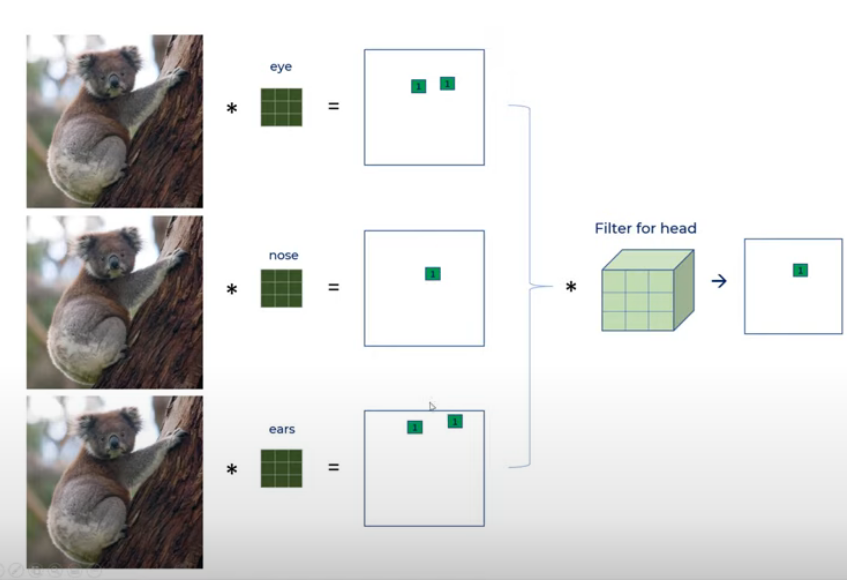 eye
* =
1 1
nose
* =
1
ears
* =
1 1
Filter for head
* →
1